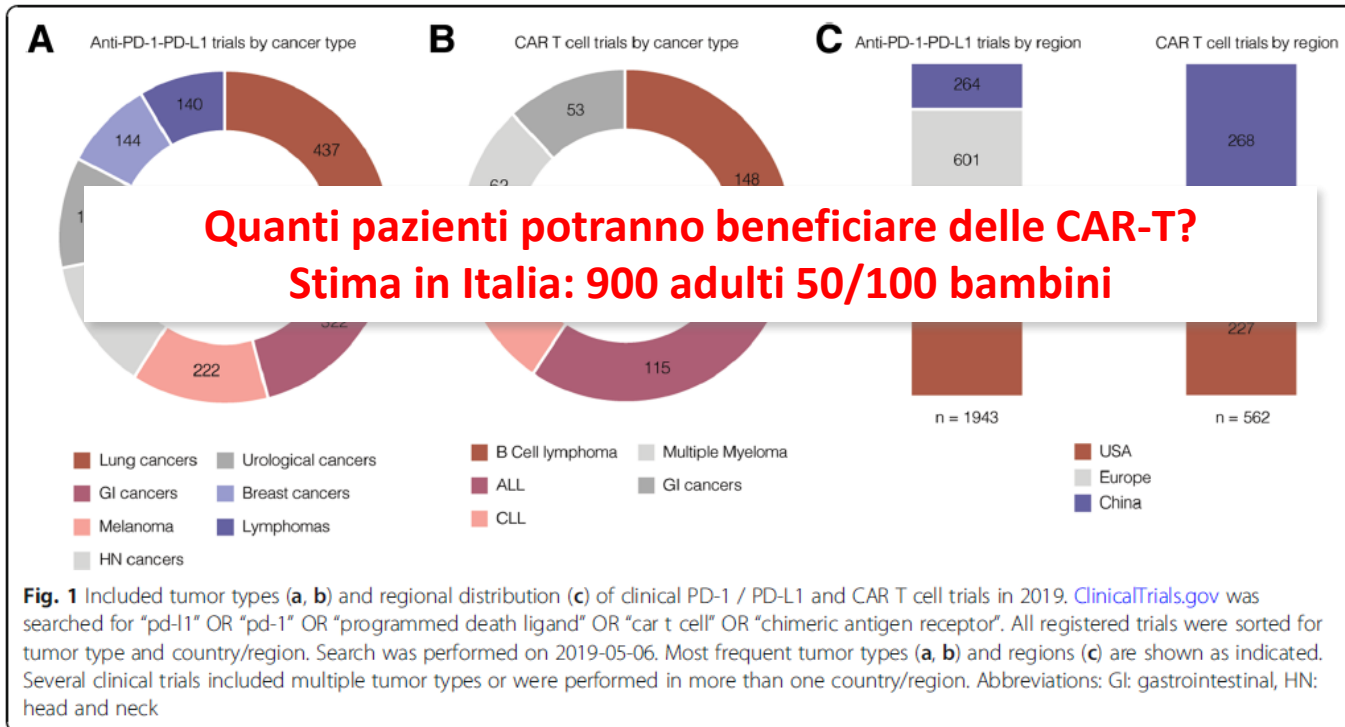 A
Anti-PD-1-PD-L1 trials by cancer type
B
CAR T cell trials by cancer type
C
Anti-PD-1-PD-L1 trials by region
CAR T cell trials by region
140
144
437
222
53
148
115
264
601
268
227
Quanti pazienti potranno beneficiare delle CAR-T?
Stima in Italia: 900 adulti 50/100 bambini
n = 1943
n = 562
Lung cancers
GI cancers
Melanoma
HN cancers
Urological cancers
Breast cancers
Lymphomas
B Cell lymphoma
ALL
CLL
Multiple Myeloma
GI cancers
USA
Europe
China
Fig. 1 Included tumor types (a, b) and regional distribution (c) of clinical PD-1 / PD-L1 and CAR T cell trials in 2019. ClinicalTrials.gov was
searched for "pd-l1" OR "pd-1" OR "programmed death ligand" OR "car t cell" OR "chimeric antigen receptor". All registered trials were sorted for
tumor type and country/region. Search was performed on 2019-05-06. Most frequent tumor types (a, b) and regions (c) are shown as indicated.
Several clinical trials included multiple tumor types or were performed in more than one country/region. Abbreviations: GI: gastrointestinal, HN:
head and neck